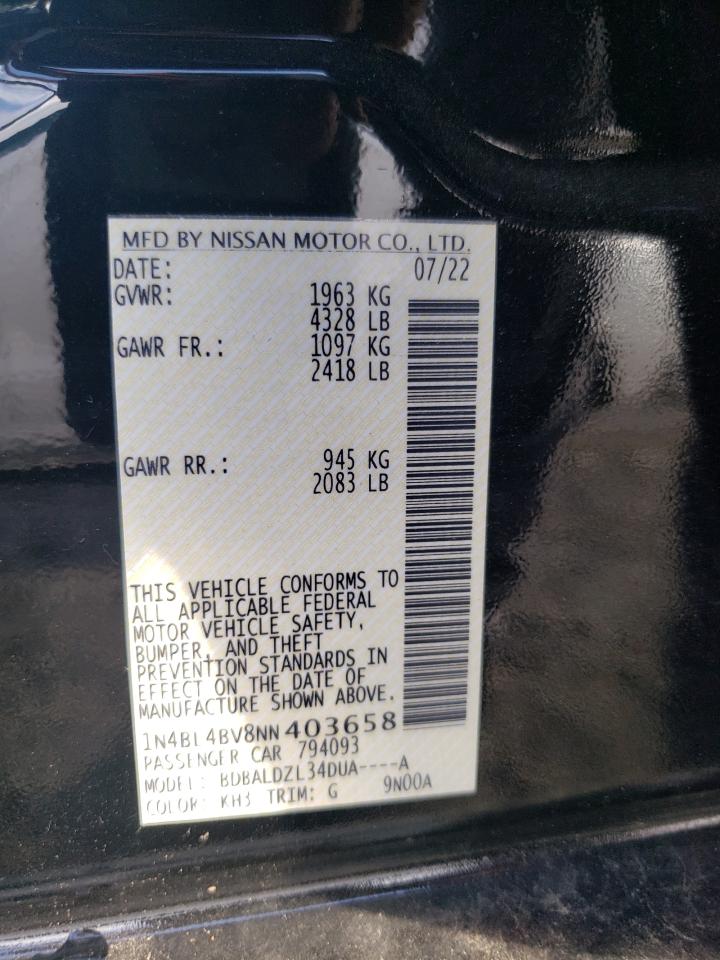 MFD BY NISSAN MOTOR CO., LTD.
DATE: 07/22
GVWR: 1963 KG
4328 LB
GAWR FR.: 1097 KG
2418 LB
GAWR RR.: 945 KG
2083 LB
THIS VEHICLE CONFORMS TO
ALL APPLICABLE FEDERAL
MOTOR VEHICLE SAFETY,
BUMPER, AND THEFT
PREVENTION STANDARDS IN
EFFECT ON THE DATE OF
MANUFACTURE SHOWN ABOVE.
1N4BL4BV8NN403658
PASSENGER CAR 794093
MODEL: BDBALDZL34DUA----A
COLOR: KH3 TRIM: G 9N00A